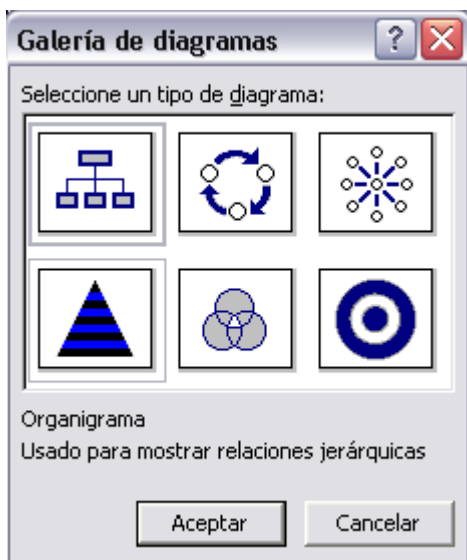 Galería de diagramas
Seleccione un tipo de diagrama:
Organigrama
Usado para mostrar relaciones jerárquicas
Aceptar
Cancelar